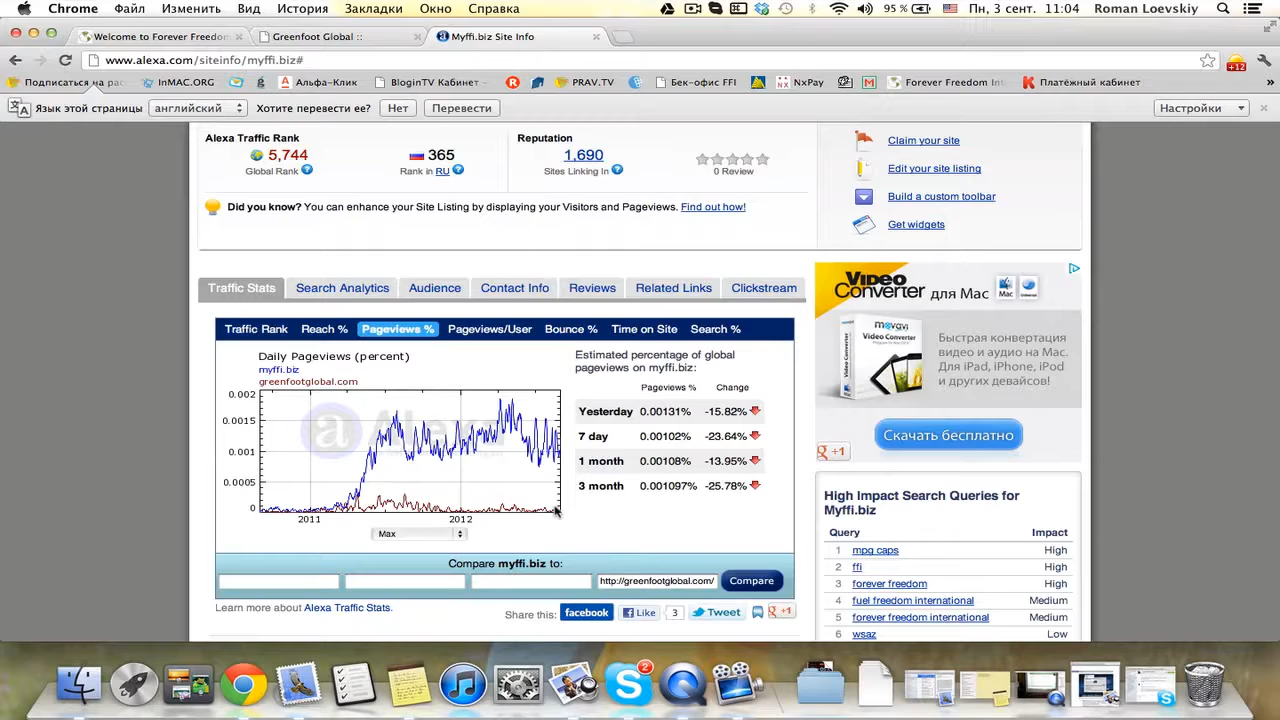 Chrome Файл Изменить Вид История Закладки Окно Справка 95 % Пн, 3 сент. 11:04 Roman Loevskiy
Welcome to Forever Freedom Greenfoot Global :: Myffi.biz Site Info
www.alexa.com/siteinfo/myffi.biz#
Подписаться на рас InMAC.ORG Альфа-Клик BloginTV Кабинет PRAV.TV Бек-офис FFI NxPay Forever Freedom Int Платёжный кабинет +12
Язык этой страницы английский Хотите перевести ее? Нет Перевести Настройки
Alexa Traffic Rank Reputation Claim your site
5,744 365 1,690
Global Rank Rank in RU Sites Linking In 0 Review
Edit your site listing
Build a custom toolbar
Did you know? You can enhance your Site Listing by displaying your Visitors and Pageviews. Find out how!
Get widgets
Traffic Stats Search Analytics Audience Contact Info Reviews Related Links Clickstream
Traffic Rank Reach % Pageviews % Pageviews/User Bounce % Time on Site Search %
Daily Pageviews (percent)
myffi.biz
greenfootglobal.com
0.002
0.0015
0.001
0.0005
0
2011 2012
Max
Alexa
Estimated percentage of global
pageviews on myffi.biz:
Pageviews % Change
Yesterday 0.00131% -15.82%
7 day 0.00102% -23.64%
1 month 0.00108% -13.95%
3 month 0.001097% -25.78%
Compare myffi.biz to:
http://greenfootglobal.com/ Compare
Learn more about Alexa Traffic Stats. Share this: facebook Like 3 Tweet +1
VIDEO
CONVERTER для Mac
movavi
Video Converter
Быстрая конвертация
видео и аудио на Mac.
Для iPad, iPhone, iPod
и других девайсов!
Скачать бесплатно
g +1
High Impact Search Queries for
Myffi.biz
Query Impact
1 mpg caps High
2 ffi High
3 forever freedom High
4 fuel freedom international Medium
5 forever freedom international Medium
6 wsaz Low
2